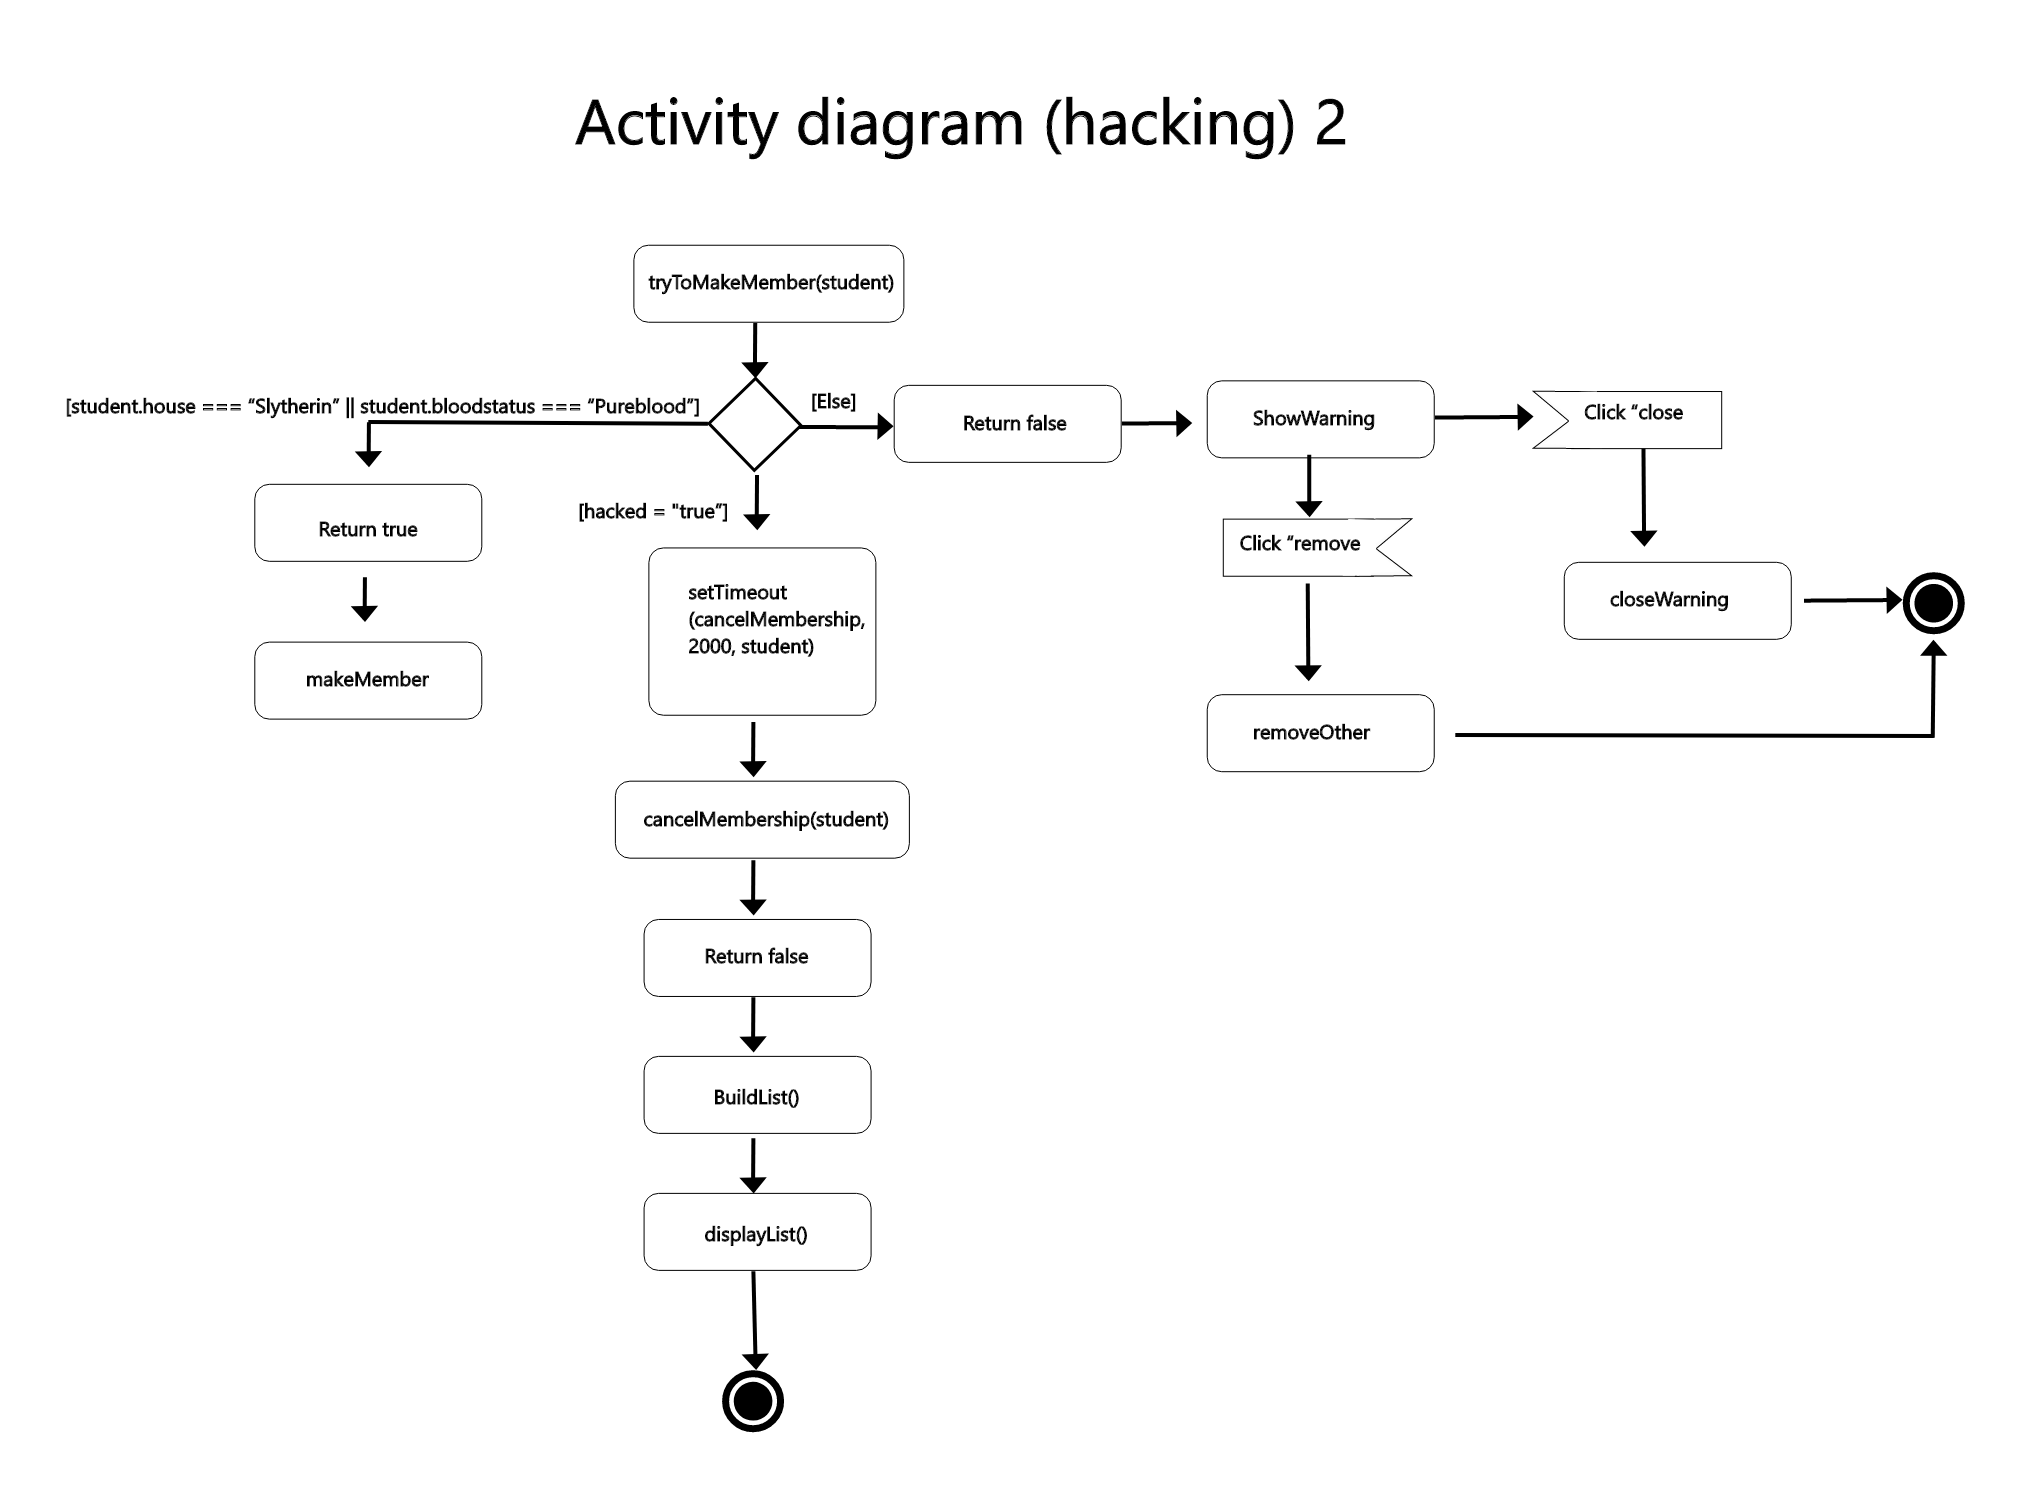 Activity diagram (hacking) 2
tryToMakeMember(student)
[student.house === “Slytherin” || student.bloodstatus === “Pureblood”]
[Else]
Return false
ShowWarning
Click “close
[hacked = "true”]
Return true
Click “remove
setTimeout
(cancelMembership,
2000, student)
closeWarning
makeMember
removeOther
cancelMembership(student)
Return false
BuildList()
displayList()